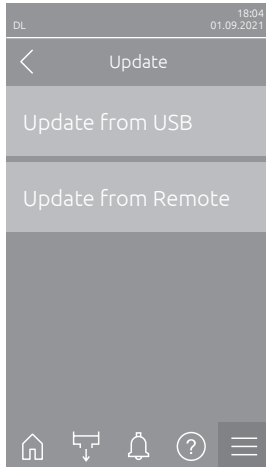 18:04
DL
01.09.2021
Update
Update from USB
Update from Remote
?